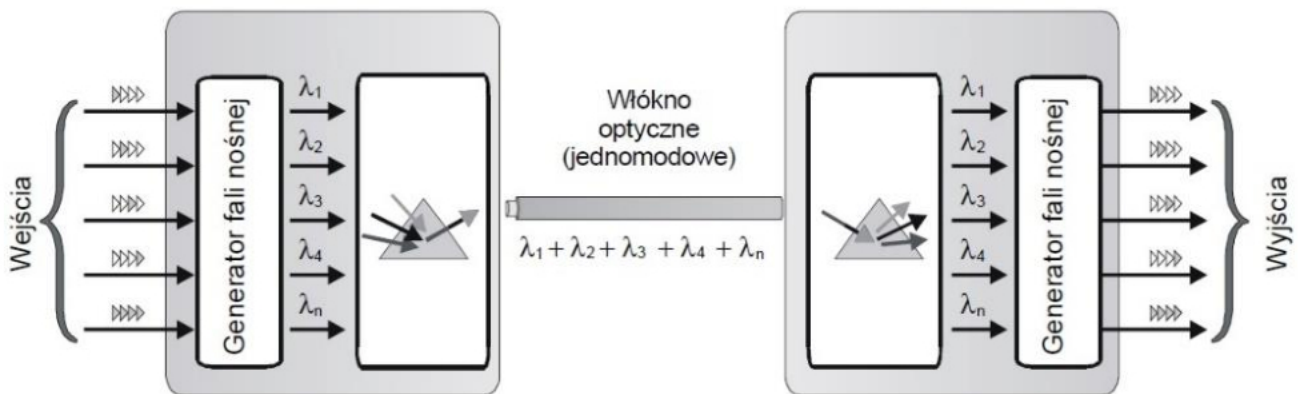 Wejścia
Generator fali nośnej
λ1
λ2
λ3
λ4
λn
Włókno
optyczne
(jednomodowe)
λ1 + λ2 + λ3 + λ4 + λn
λ1
λ2
λ3
λ4
λn
Generator fali nośnej
Wyjścia